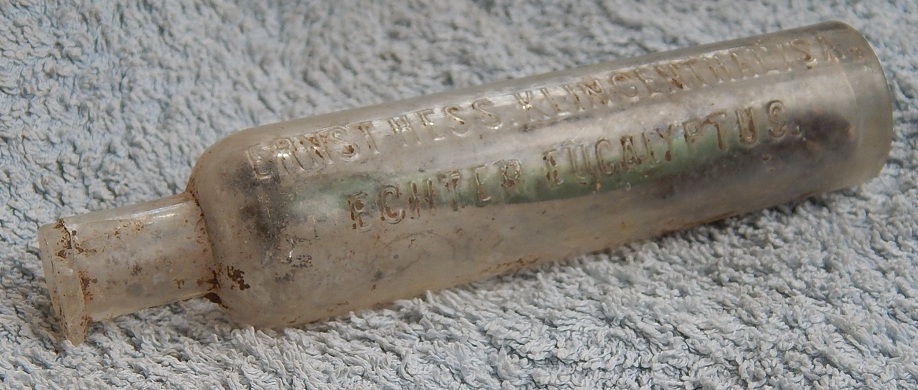 ERNST HESS. KLINGENTHAL S/A.
ECHTER EUCALYPTUS.